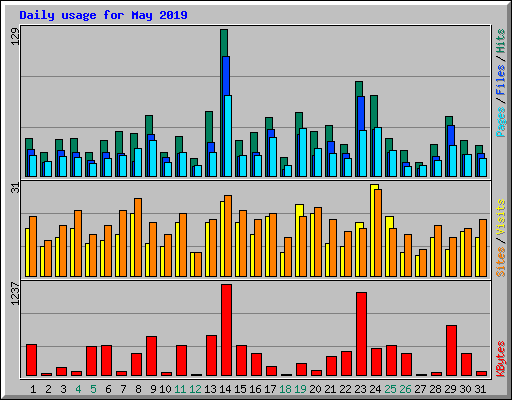 Daily usage for May 2019
129
Pages / Files / Hits
31
Sites / Visits
1237
KBytes
1 2 3 4 5 6 7 8 9 10 11 12 13 14 15 16 17 18 19 20 21 22 23 24 25 26 27 28 29 30 31